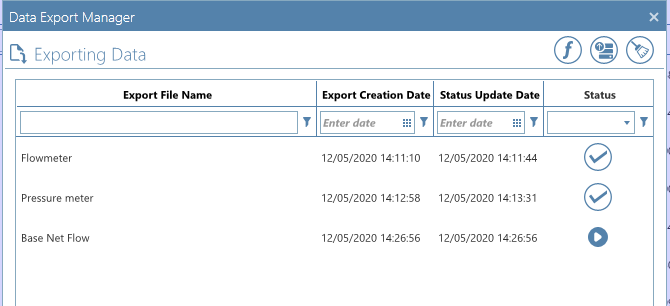 Data Export Manager
Exporting Data
Export File Name Export Creation Date Status Update Date Status
Enter date Enter date
Flowmeter 12/05/2020 14:11:10 12/05/2020 14:11:44
Pressure meter 12/05/2020 14:12:58 12/05/2020 14:13:31
Base Net Flow 12/05/2020 14:26:56 12/05/2020 14:26:56